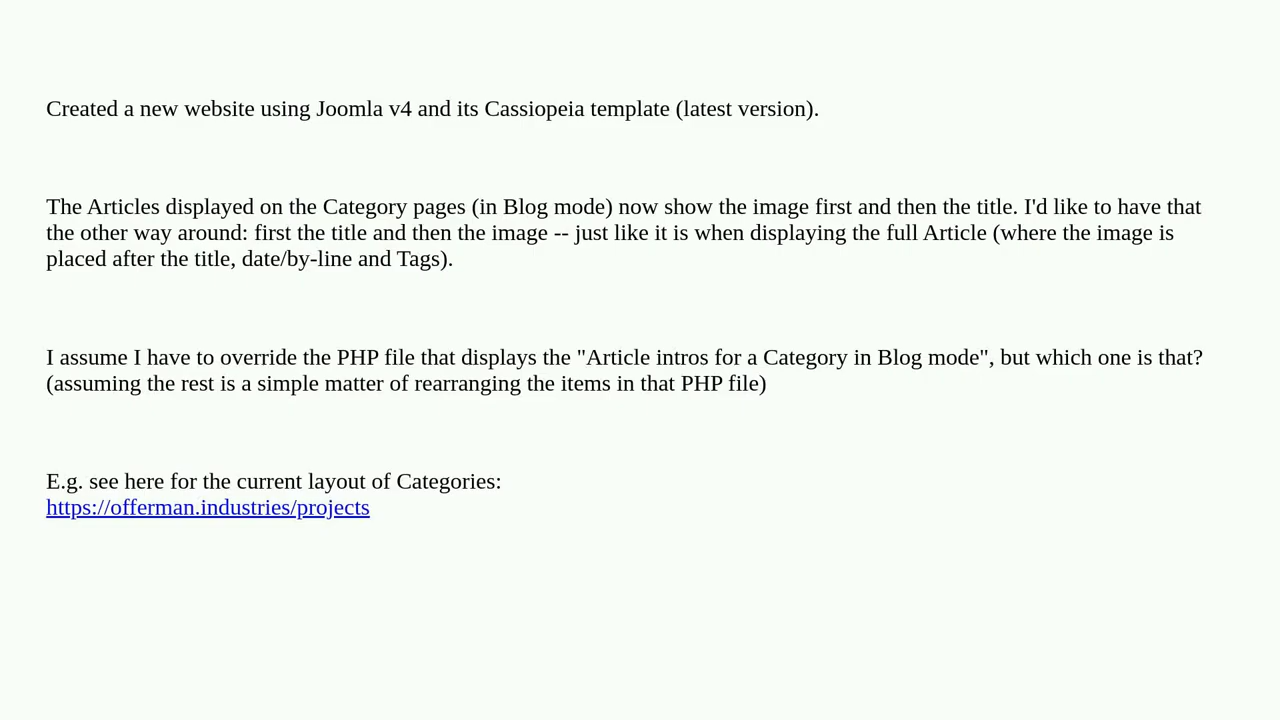 Created a new website using Joomla v4 and its Cassiopeia template (latest version).
The Articles displayed on the Category pages (in Blog mode) now show the image first and then the title. I'd like to have that
the other way around: first the title and then the image -- just like it is when displaying the full Article (where the image is
placed after the title, date/by-line and Tags).
I assume I have to override the PHP file that displays the "Article intros for a Category in Blog mode", but which one is that?
(assuming the rest is a simple matter of rearranging the items in that PHP file)
E.g. see here for the current layout of Categories:
https://offerman.industries/projects